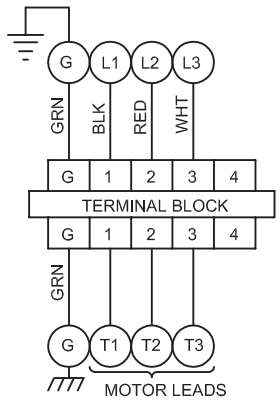 G L1 L2 L3
GRN BLK RED WHT
G 1 2 3 4
TERMINAL BLOCK
G 1 2 3 4
GRN
G T1 T2 T3
MOTOR LEADS